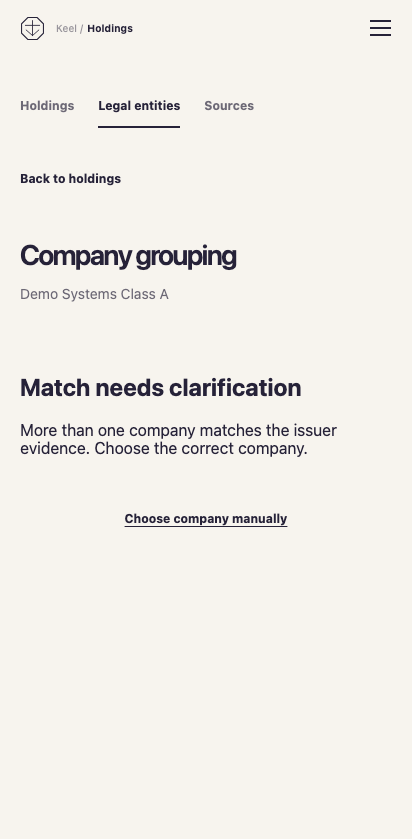 Keel / Holdings
Holdings Legal entities Sources
Back to holdings
Company grouping
Demo Systems Class A
Match needs clarification
More than one company matches the issuer
evidence. Choose the correct company.
Choose company manually